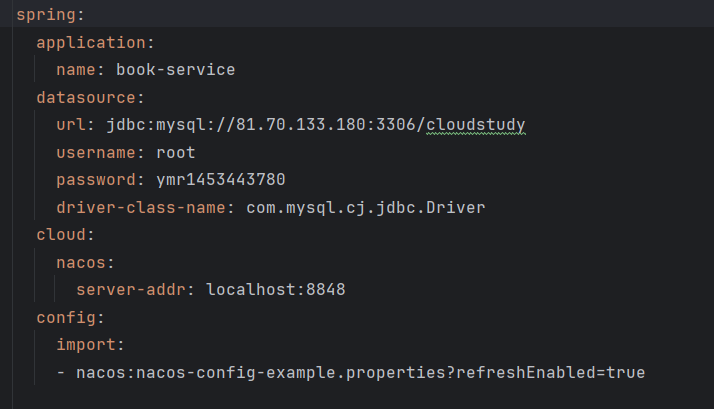 spring:
application:
name: book-service
datasource:
url: jdbc:mysql://81.70.133.180:3306/cloudstudy
username: root
password: ymr1453443780
driver-class-name: com.mysql.cj.jdbc.Driver
cloud:
nacos:
server-addr: localhost:8848
config:
import:
- nacos:nacos-config-example.properties?refreshEnabled=true